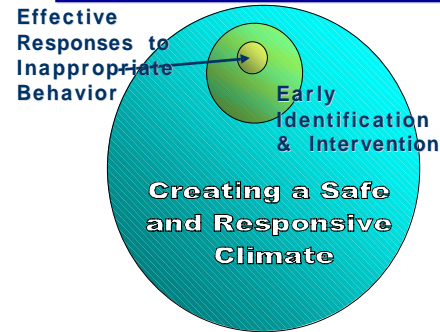 Effective
Responses to
Inappropriate
Behavior
Early
Identification
& Intervention
Creating a Safe
and Responsive
Climate